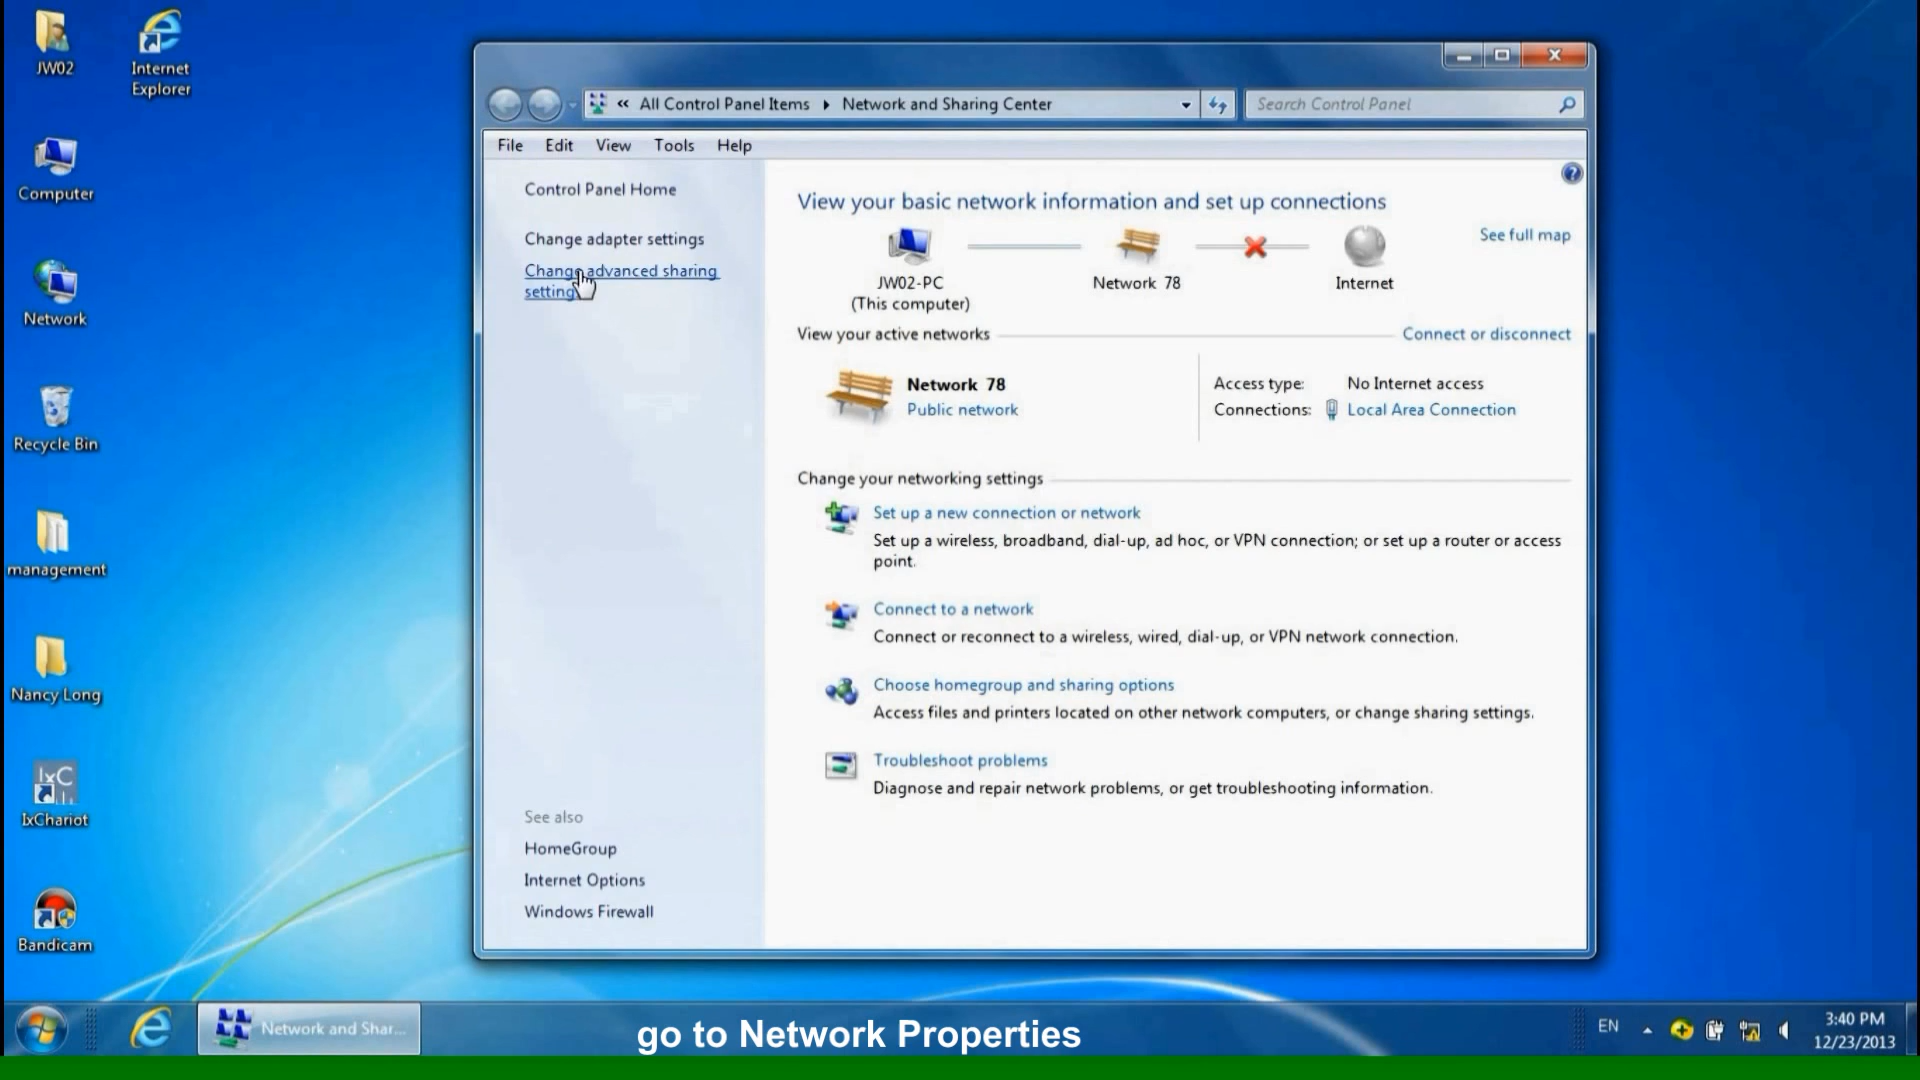 JW02
Internet
Explorer
Computer
Network
Recycle Bin
management
Nancy Long
IxC
IxChariot
Bandicam
« All Control Panel Items ▸ Network and Sharing Center
Search Control Panel
File Edit View Tools Help
Control Panel Home
Change adapter settings
Change advanced sharing
setting
See also
HomeGroup
Internet Options
Windows Firewall
View your basic network information and set up connections
See full map
JW02-PC
(This computer)
Network 78
Internet
View your active networks
Connect or disconnect
Network 78
Public network
Access type: No Internet access
Connections: Local Area Connection
Change your networking settings
Set up a new connection or network
Set up a wireless, broadband, dial-up, ad hoc, or VPN connection; or set up a router or access
point.
Connect to a network
Connect or reconnect to a wireless, wired, dial-up, or VPN network connection.
Choose homegroup and sharing options
Access files and printers located on other network computers, or change sharing settings.
Troubleshoot problems
Diagnose and repair network problems, or get troubleshooting information.
Network and Shar...
go to Network Properties
EN
3:40 PM
12/23/2013